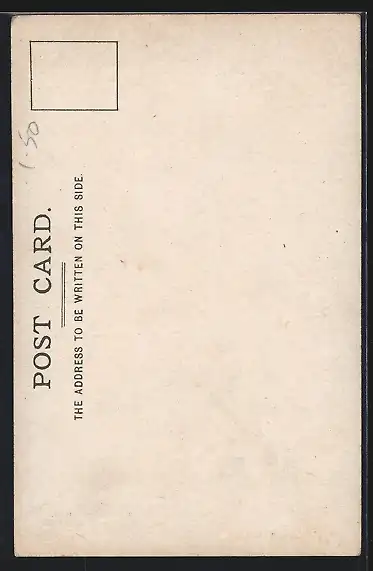 1.50
POST CARD.
THE ADDRESS TO BE WRITTEN ON THIS SIDE.